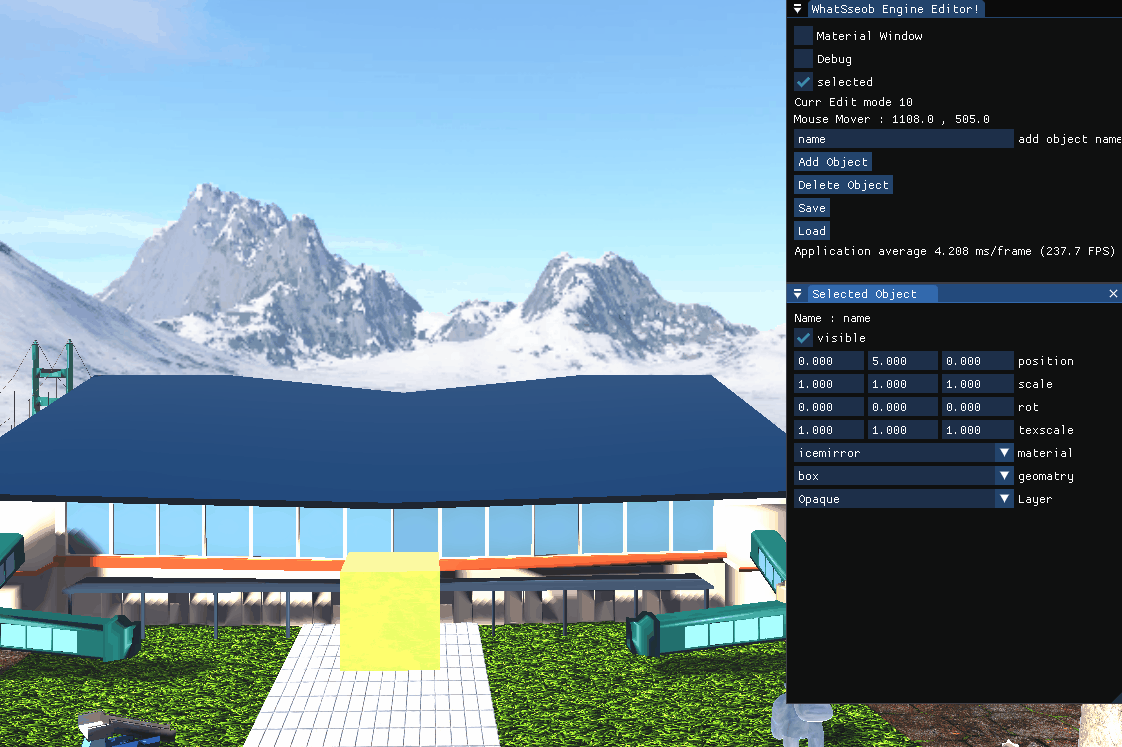 WhatSseob Engine Editor!
Material Window
Debug
selected
Curr Edit mode 10
Mouse Mover : 1108.0 , 505.0
name add object name
Add Object
Delete Object
Save
Load
Application average 4.208 ms/frame (237.7 FPS)
Selected Object
Name : name
visible
0.000 5.000 0.000 position
1.000 1.000 1.000 scale
0.000 0.000 0.000 rot
1.000 1.000 1.000 texscale
icemirror material
box geomatry
Opaque Layer